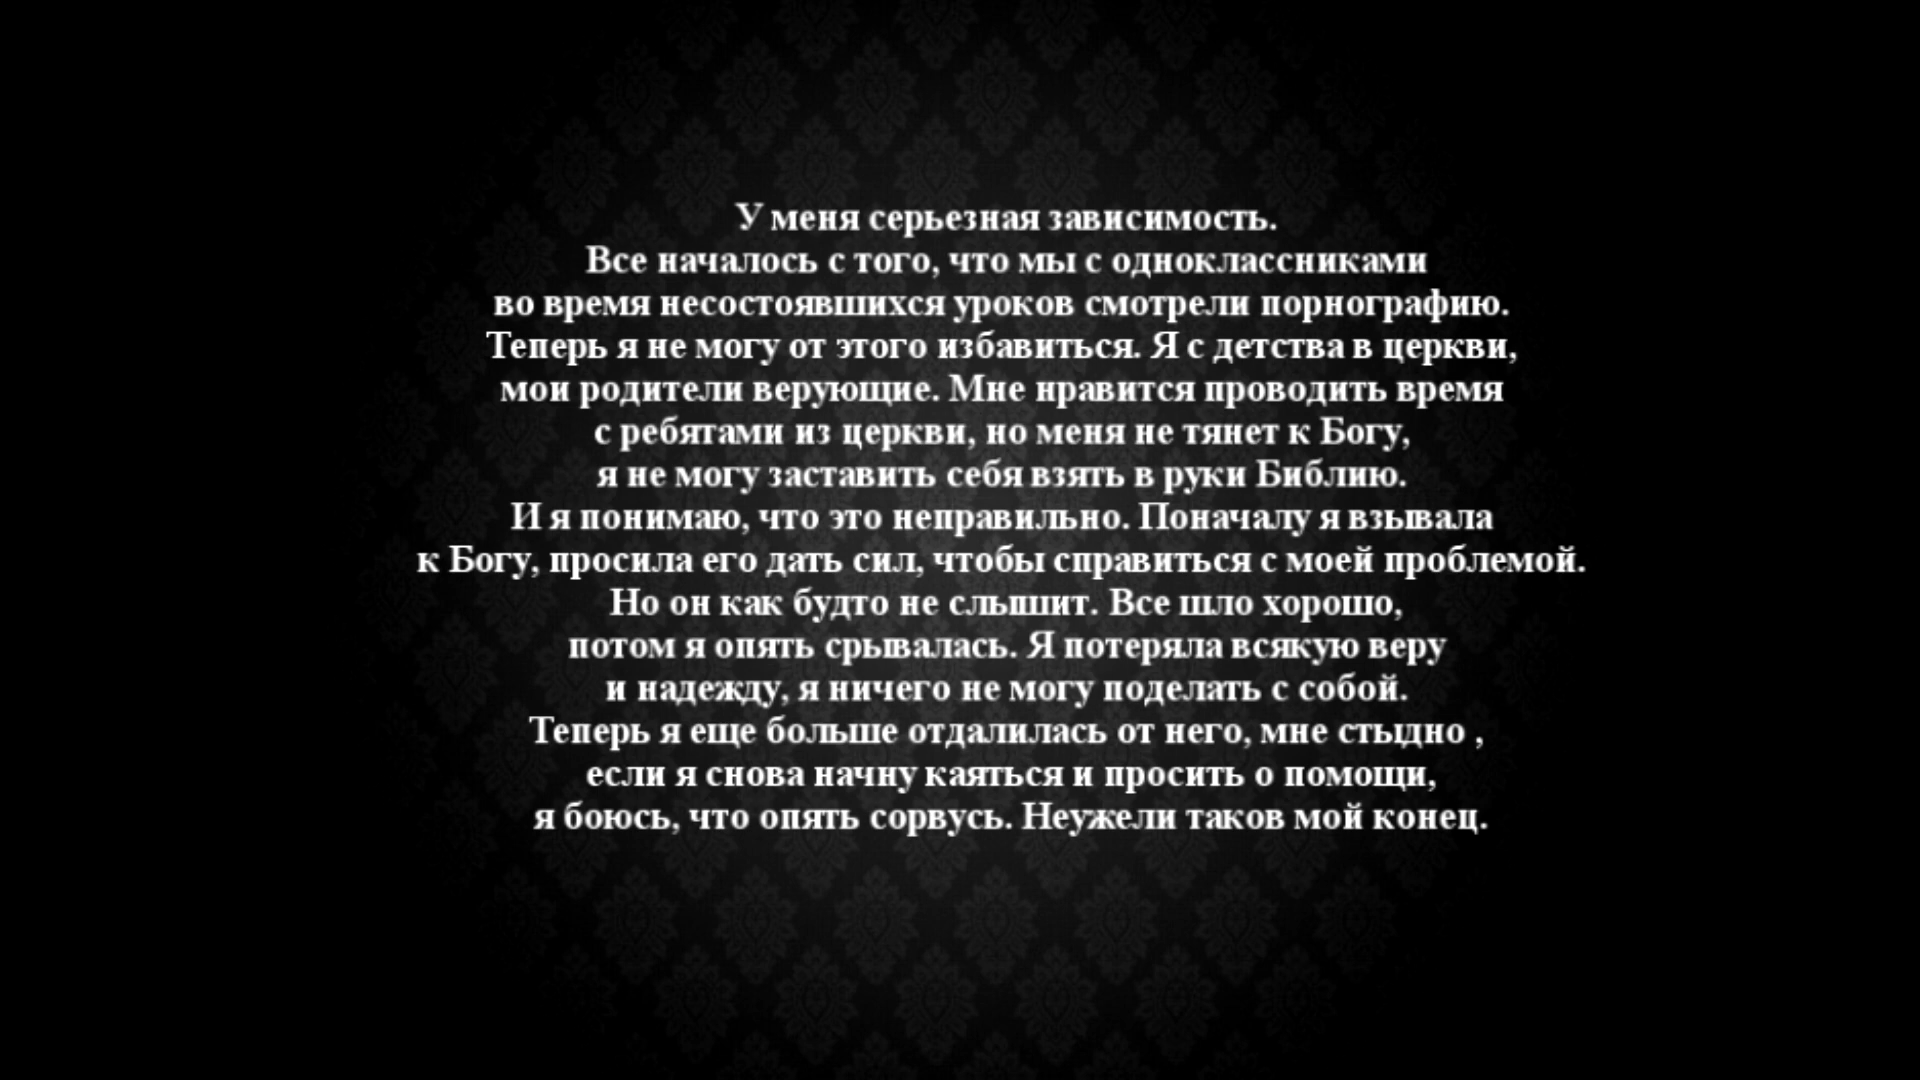 У меня серьезная зависимость.
Все началось с того, что мы с одноклассниками
во время несостоявшихся уроков смотрели порнографию.
Теперь я не могу от этого избавиться. Я с детства в церкви,
мои родители верующие. Мне нравится проводить время
с ребятами из церкви, но меня не тянет к Богу,
я не могу заставить себя взять в руки Библию.
И я понимаю, что это неправильно. Поначалу я взывала
к Богу, просила его дать сил, чтобы справиться с моей проблемой.
Но он как будто не слышит. Все шло хорошо,
потом я опять срывалась. Я потеряла всякую веру
и надежду, я ничего не могу поделать с собой.
Теперь я еще больше отдалилась от него, мне стыдно ,
если я снова начну каяться и просить о помощи,
я боюсь, что опять сорвусь. Неужели таков мой конец.